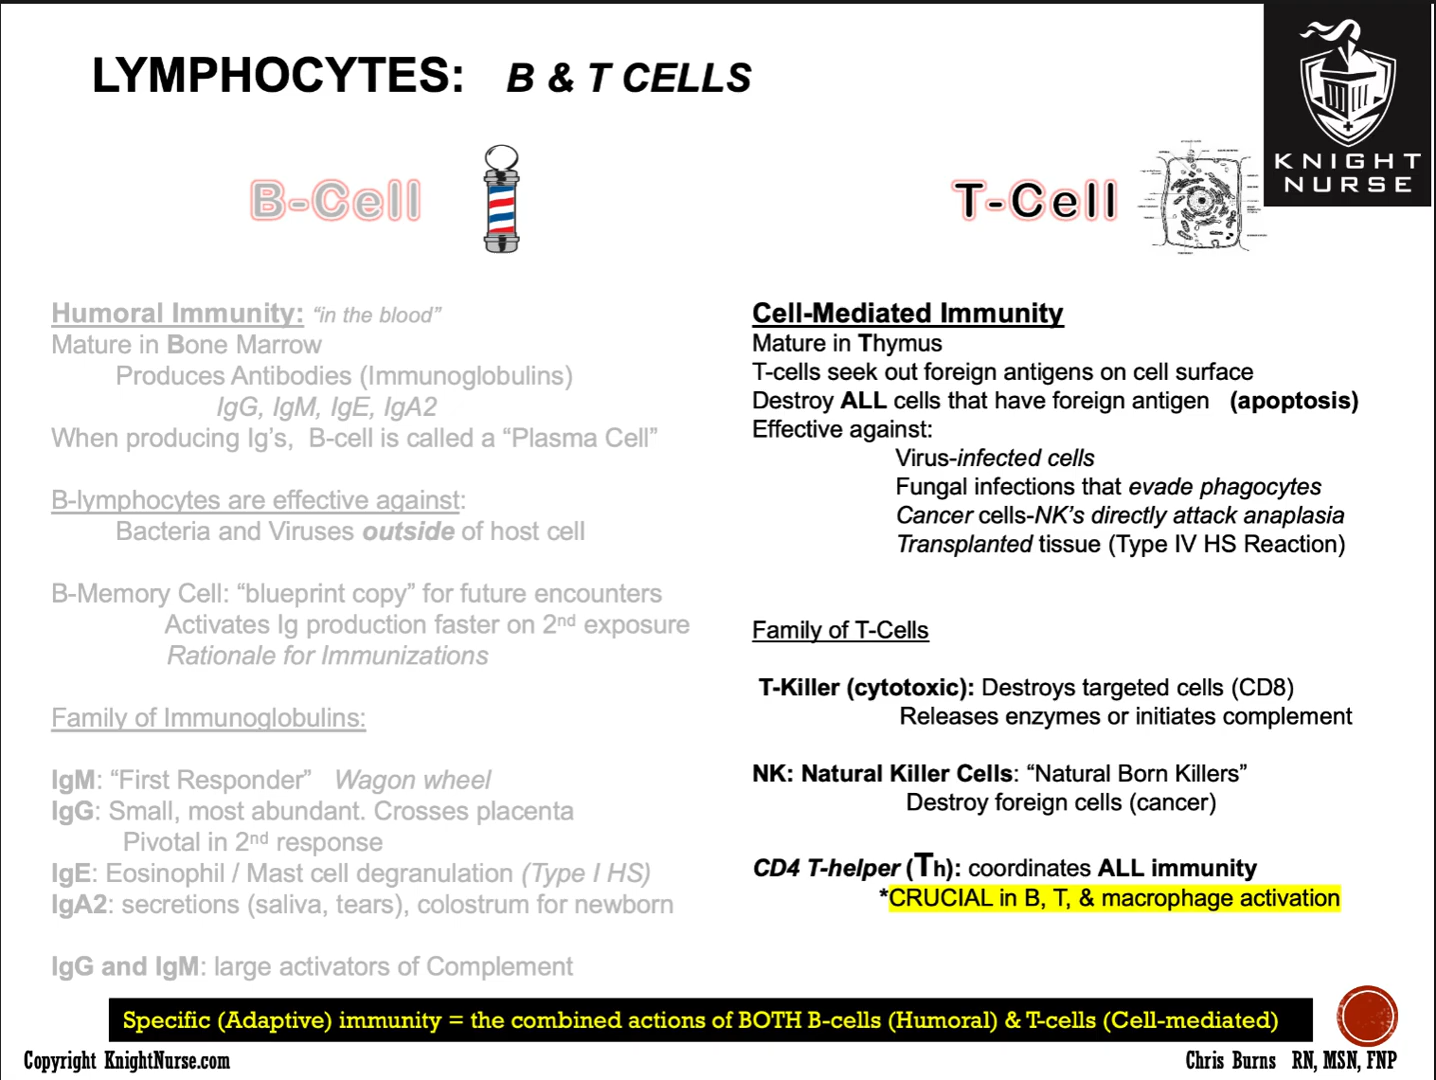 LYMPHOCYTES: B & T CELLS
KNIGHT
NURSE
B-Cell
Humoral Immunity: “in the blood”
Mature in Bone Marrow
Produces Antibodies (Immunoglobulins)
IgG, IgM, IgE, IgA2
When producing Ig’s, B-cell is called a “Plasma Cell”
B-lymphocytes are effective against:
Bacteria and Viruses outside of host cell
B-Memory Cell: “blueprint copy” for future encounters
Activates Ig production faster on 2nd exposure
Rationale for Immunizations
Family of Immunoglobulins:
IgM: “First Responder” Wagon wheel
IgG: Small, most abundant. Crosses placenta
Pivotal in 2nd response
IgE: Eosinophil / Mast cell degranulation (Type I HS)
IgA2: secretions (saliva, tears), colostrum for newborn
IgG and IgM: large activators of Complement
T-Cell
Cell-Mediated Immunity
Mature in Thymus
T-cells seek out foreign antigens on cell surface
Destroy ALL cells that have foreign antigen (apoptosis)
Effective against:
Virus-infected cells
Fungal infections that evade phagocytes
Cancer cells-NK’s directly attack anaplasia
Transplanted tissue (Type IV HS Reaction)
Family of T-Cells
T-Killer (cytotoxic): Destroys targeted cells (CD8)
Releases enzymes or initiates complement
NK: Natural Killer Cells: “Natural Born Killers”
Destroy foreign cells (cancer)
CD4 T-helper (Th): coordinates ALL immunity
*CRUCIAL in B, T, & macrophage activation
Specific (Adaptive) immunity = the combined actions of BOTH B-cells (Humoral) & T-cells (Cell-mediated)
Copyright KnightNurse.com
Chris Burns RN, MSN, FNP